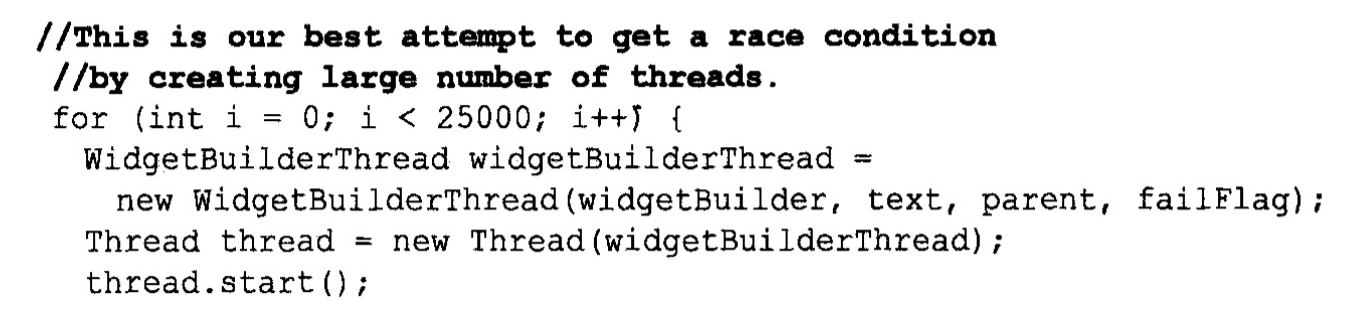 //This is our best attempt to get a race condition
//by creating large number of threads.
for (int i = 0; i < 25000; i++) {
WidgetBuilderThread widgetBuilderThread =
new WidgetBuilderThread(widgetBuilder, text, parent, failFlag);
Thread thread = new Thread(widgetBuilderThread);
thread.start();